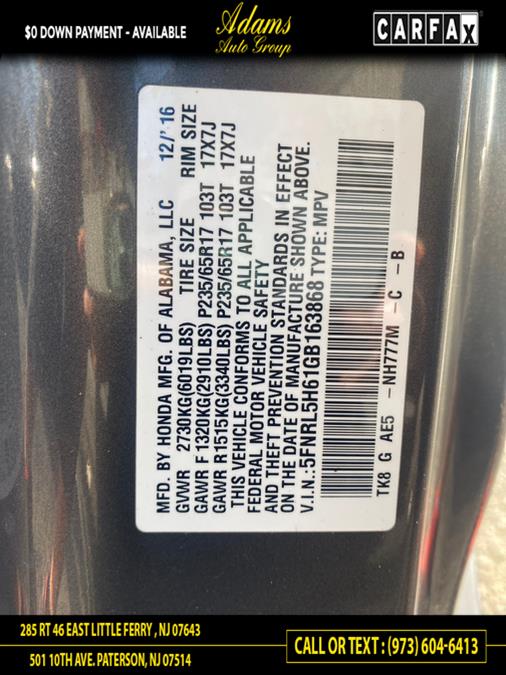 $0 DOWN PAYMENT - AVAILABLE
Adams
Auto Group
CARFAX
MFD. BY HONDA MFG. OF ALABAMA, LLC 12/'16
GVWR 2730KG(6019LBS) TIRE SIZE RIM SIZE
GAWR F 1320KG(2910LBS) P235/65R17 103T 17X7J
GAWR R1515KG(3340LBS) P235/65R17 103T 17X7J
THIS VEHICLE CONFORMS TO ALL APPLICABLE
FEDERAL MOTOR VEHICLE SAFETY
AND THEFT PREVENTION STANDARDS IN EFFECT
ON THE DATE OF MANUFACTURE SHOWN ABOVE.
V.I.N.:5FNRL5H61GB163868 TYPE: MPV
TK8 G AE5 -NH777M -C -B
285 RT 46 EAST LITTLE FERRY , NJ 07643
501 10TH AVE. PATERSON, NJ 07514
CALL OR TEXT : (973) 604-6413